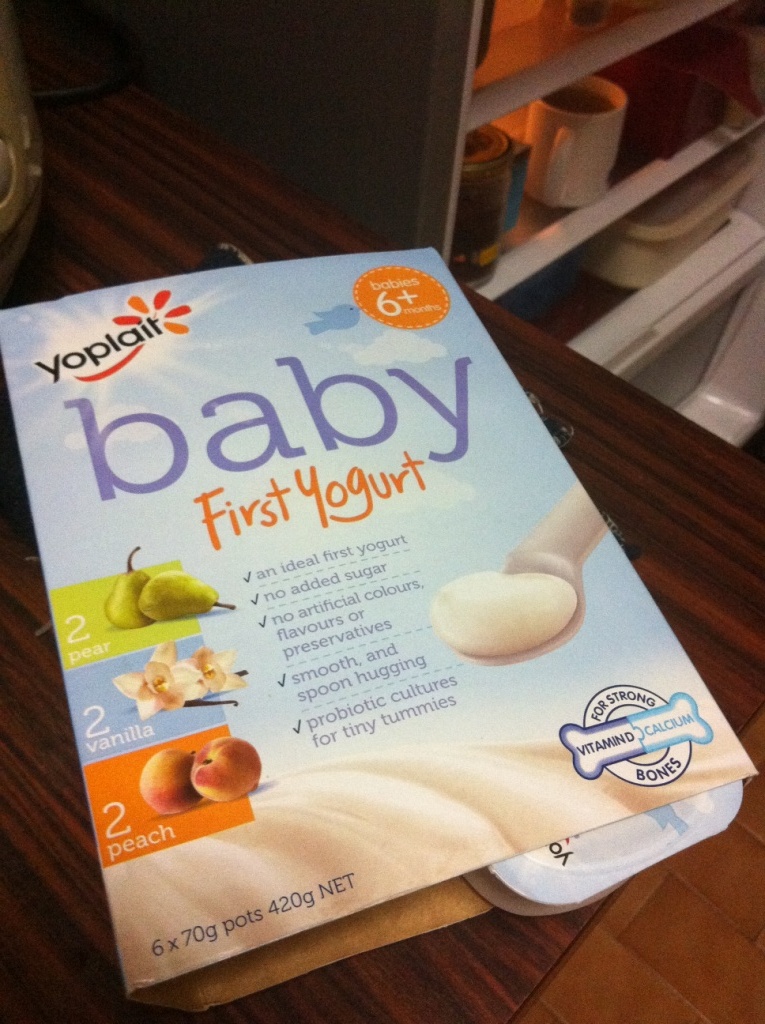 yoplait
babies
6+
months
baby
First Yogurt
✓ an ideal first yogurt
✓ no added sugar
✓ no artificial colours,
flavours or
preservatives
✓ smooth, and
spoon hugging
✓ probiotic cultures
for tiny tummies
2
pear
2
vanilla
2
peach
FOR STRONG
VITAMIN D CALCIUM
BONES
6 x 70g pots 420g NET
yo